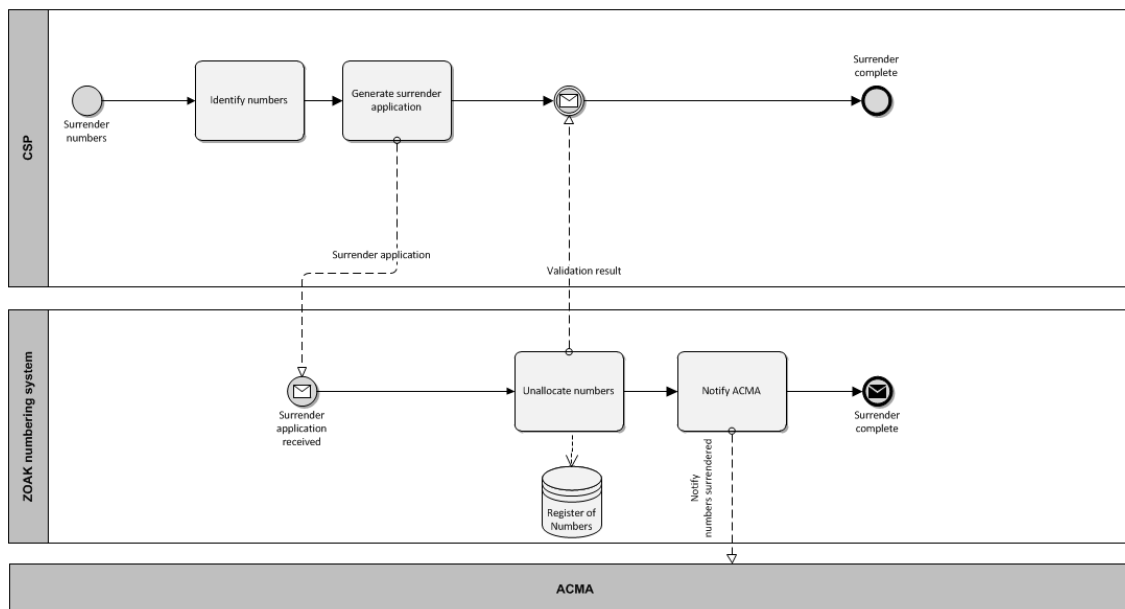 CSP
Surrender
numbers
Identify numbers
Generate surrender
application
Surrender
complete
Surrender application
Validation result
ZOAK numbering system
Surrender
application
received
Unallocate numbers
Notify ACMA
Surrender
complete
Register of
Numbers
Notify
numbers surrendered
ACMA